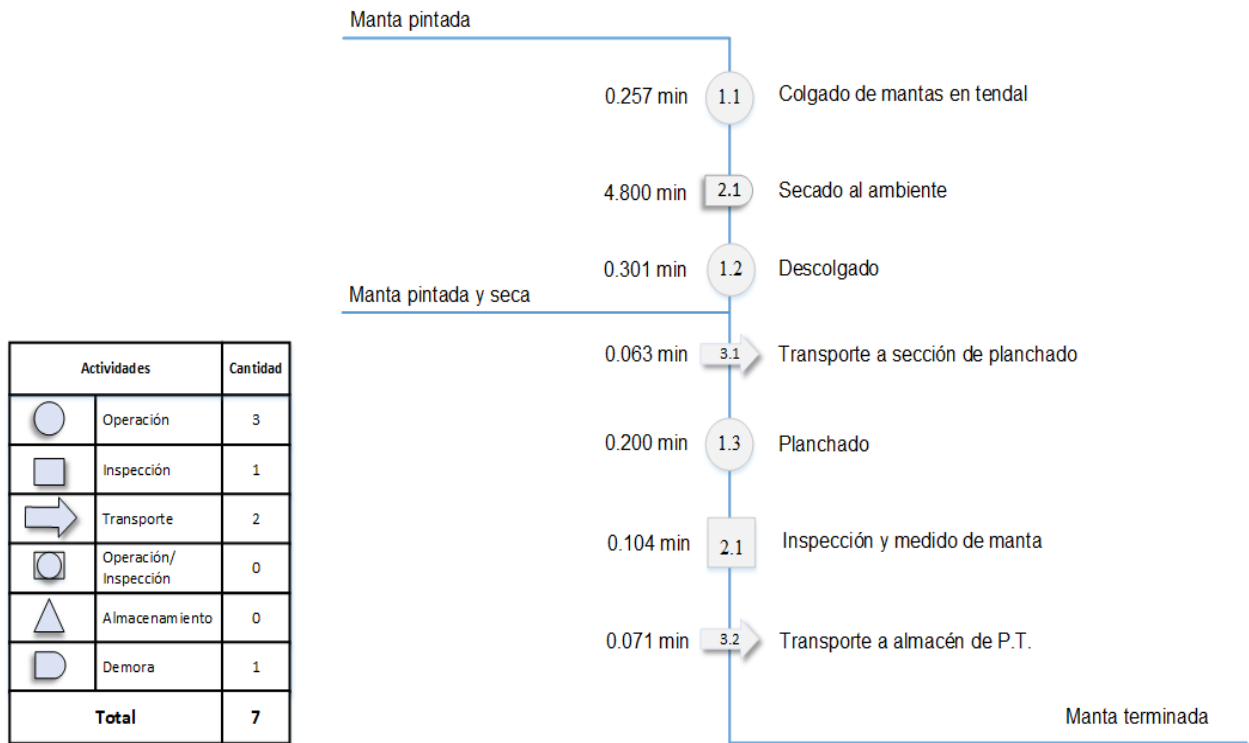 Manta pintada
0.257 min 1.1 Colgado de mantas en tendal
4.800 min 2.1 Secado al ambiente
0.301 min 1.2 Descolgado
Manta pintada y seca
0.063 min 3.1 Transporte a sección de planchado
0.200 min 1.3 Planchado
0.104 min 2.1 Inspección y medido de manta
0.071 min 3.2 Transporte a almacén de P.T.
Manta terminada
Actividades Cantidad
Operación 3
Inspección 1
Transporte 2
Operación/
Inspección 0
Almacenamiento 0
Demora 1
Total 7